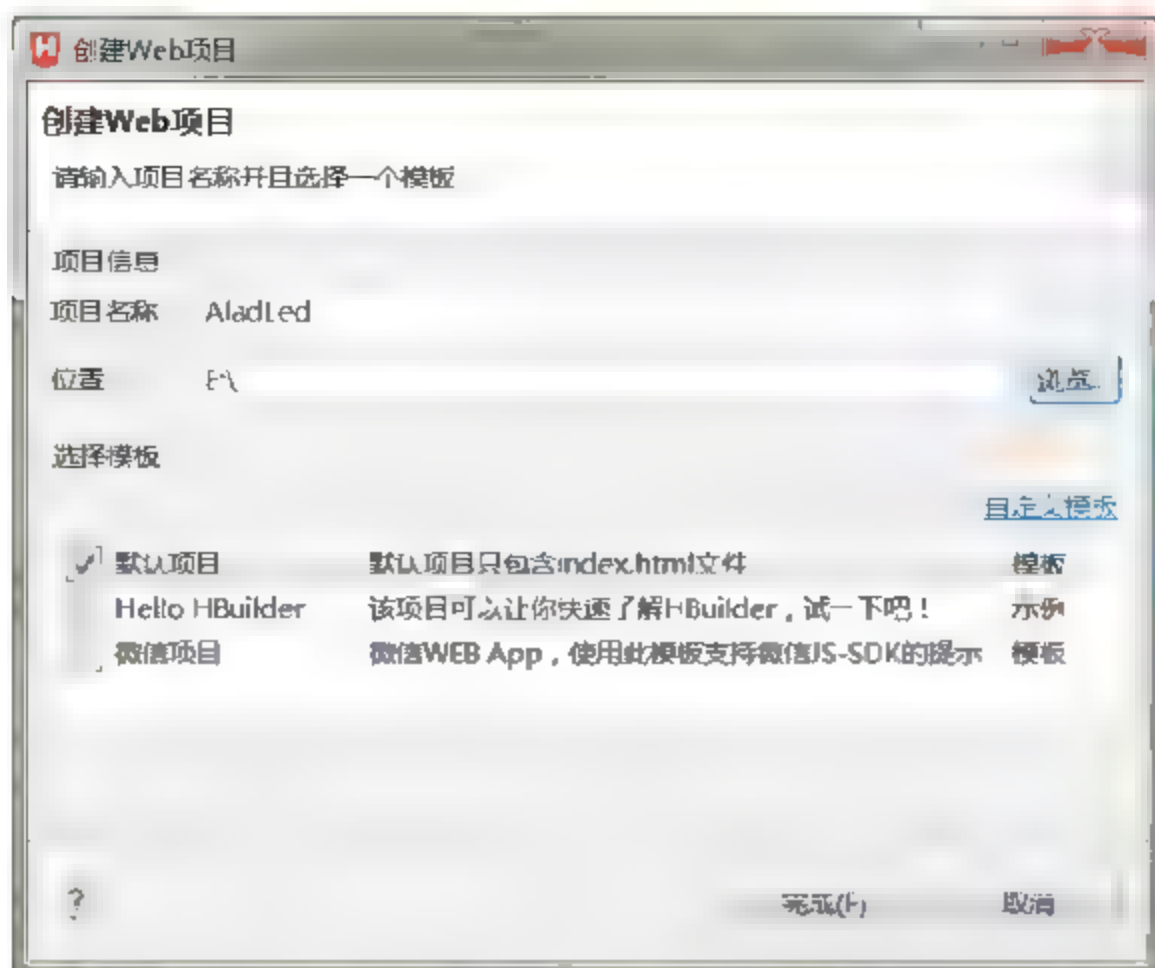 创建Web项目
创建Web项目
请输入项目名称并且选择一个模板
项目信息
项目名称 AladLed
位置 E:\ 浏览...
选择模板
自定义模板
默认项目 默认项目只包含index.html文件 模板
Hello HBuilder 该项目可以让你快速了解HBuilder，试一下吧！ 示例
微信项目 微信WEB App，使用此模板支持微信JS-SDK的提示 模板
? 完成(F) 取消